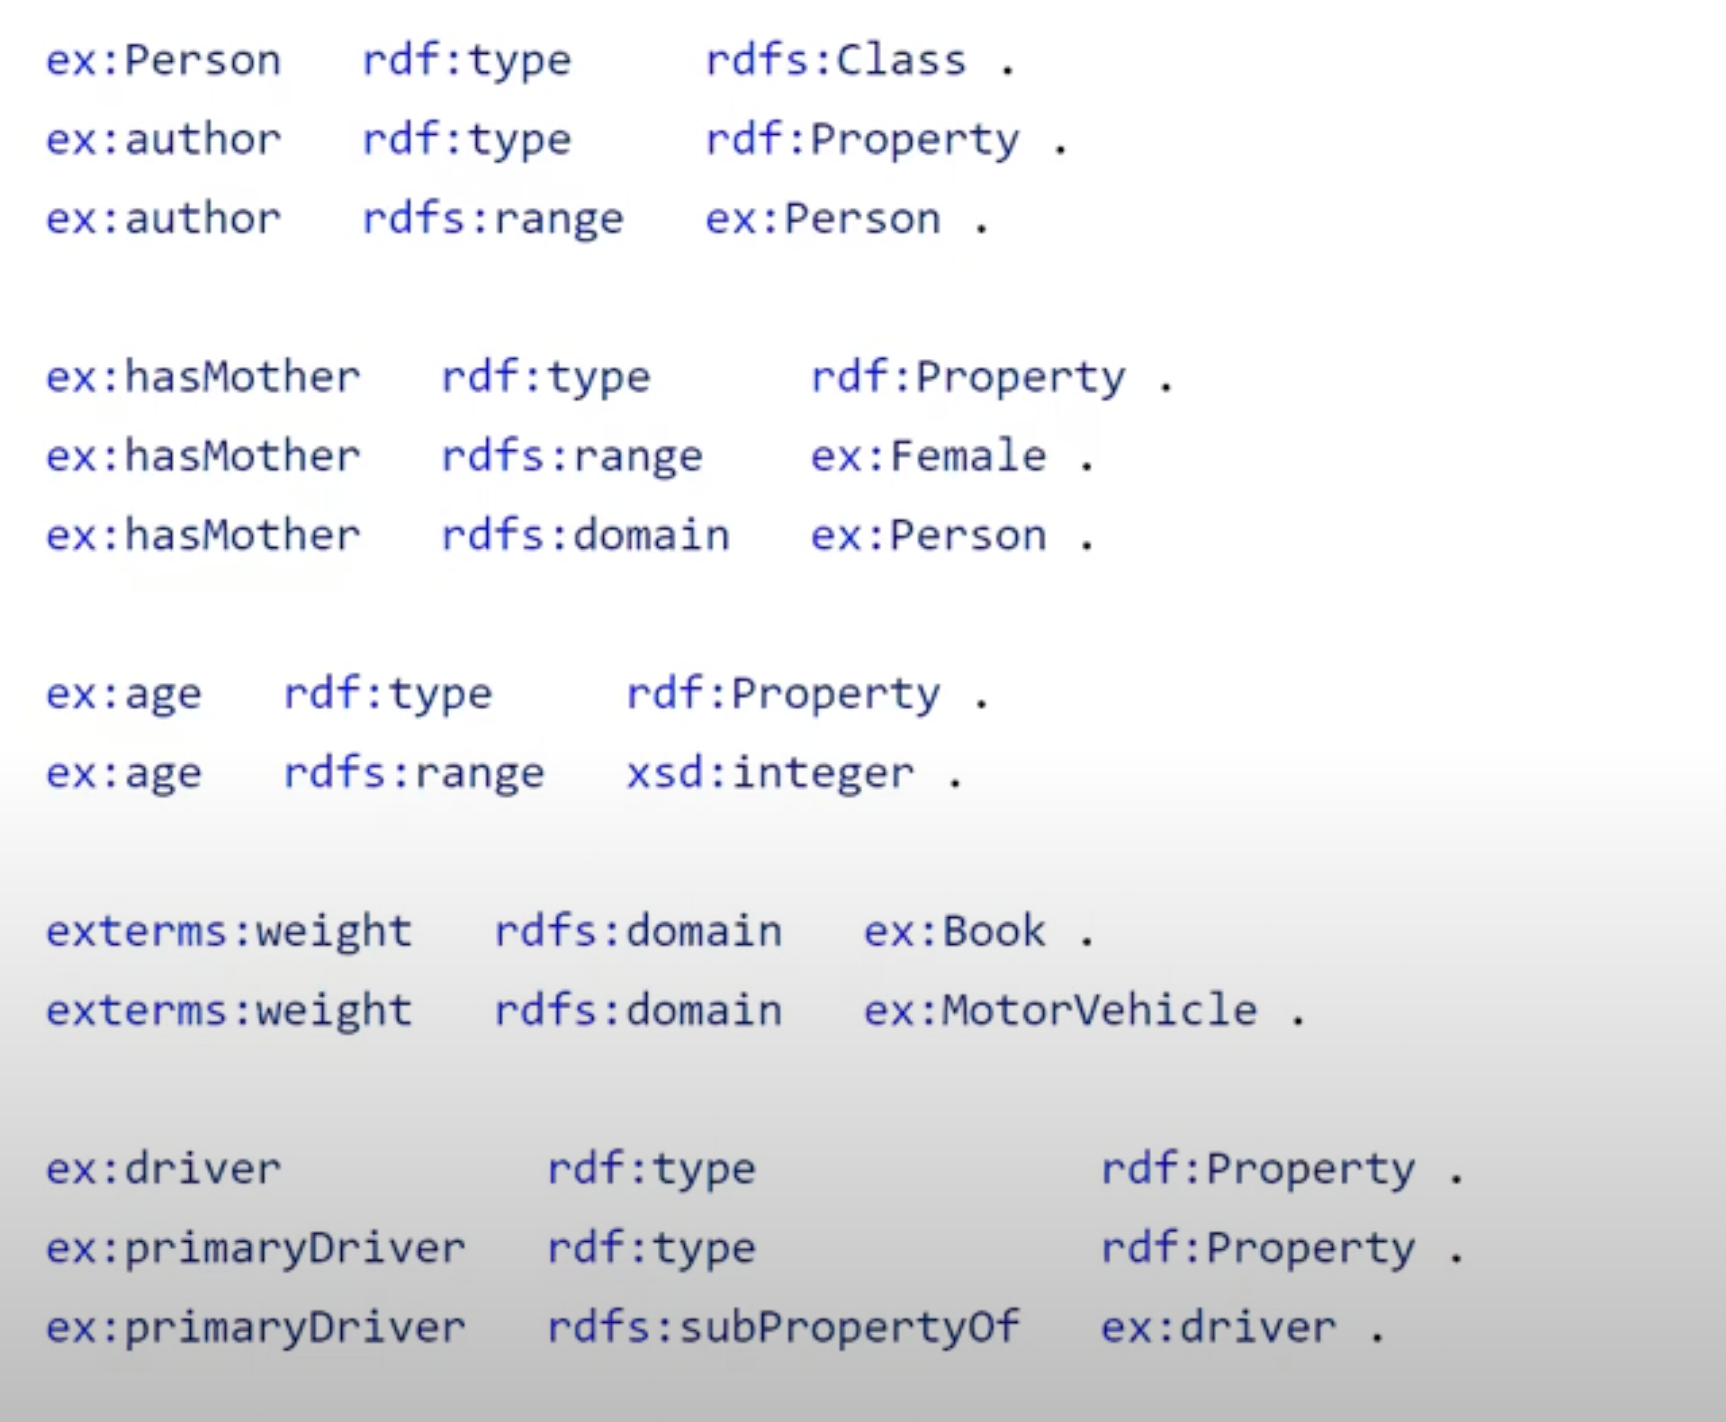 ex:Person rdf:type rdfs:Class .
ex:author rdf:type rdf:Property .
ex:author rdfs:range ex:Person .
ex:hasMother rdf:type rdf:Property .
ex:hasMother rdfs:range ex:Female .
ex:hasMother rdfs:domain ex:Person .
ex:age rdf:type rdf:Property .
ex:age rdfs:range xsd:integer .
exterms:weight rdfs:domain ex:Book .
exterms:weight rdfs:domain ex:MotorVehicle .
ex:driver rdf:type rdf:Property .
ex:primaryDriver rdf:type rdf:Property .
ex:primaryDriver rdfs:subPropertyOf ex:driver .